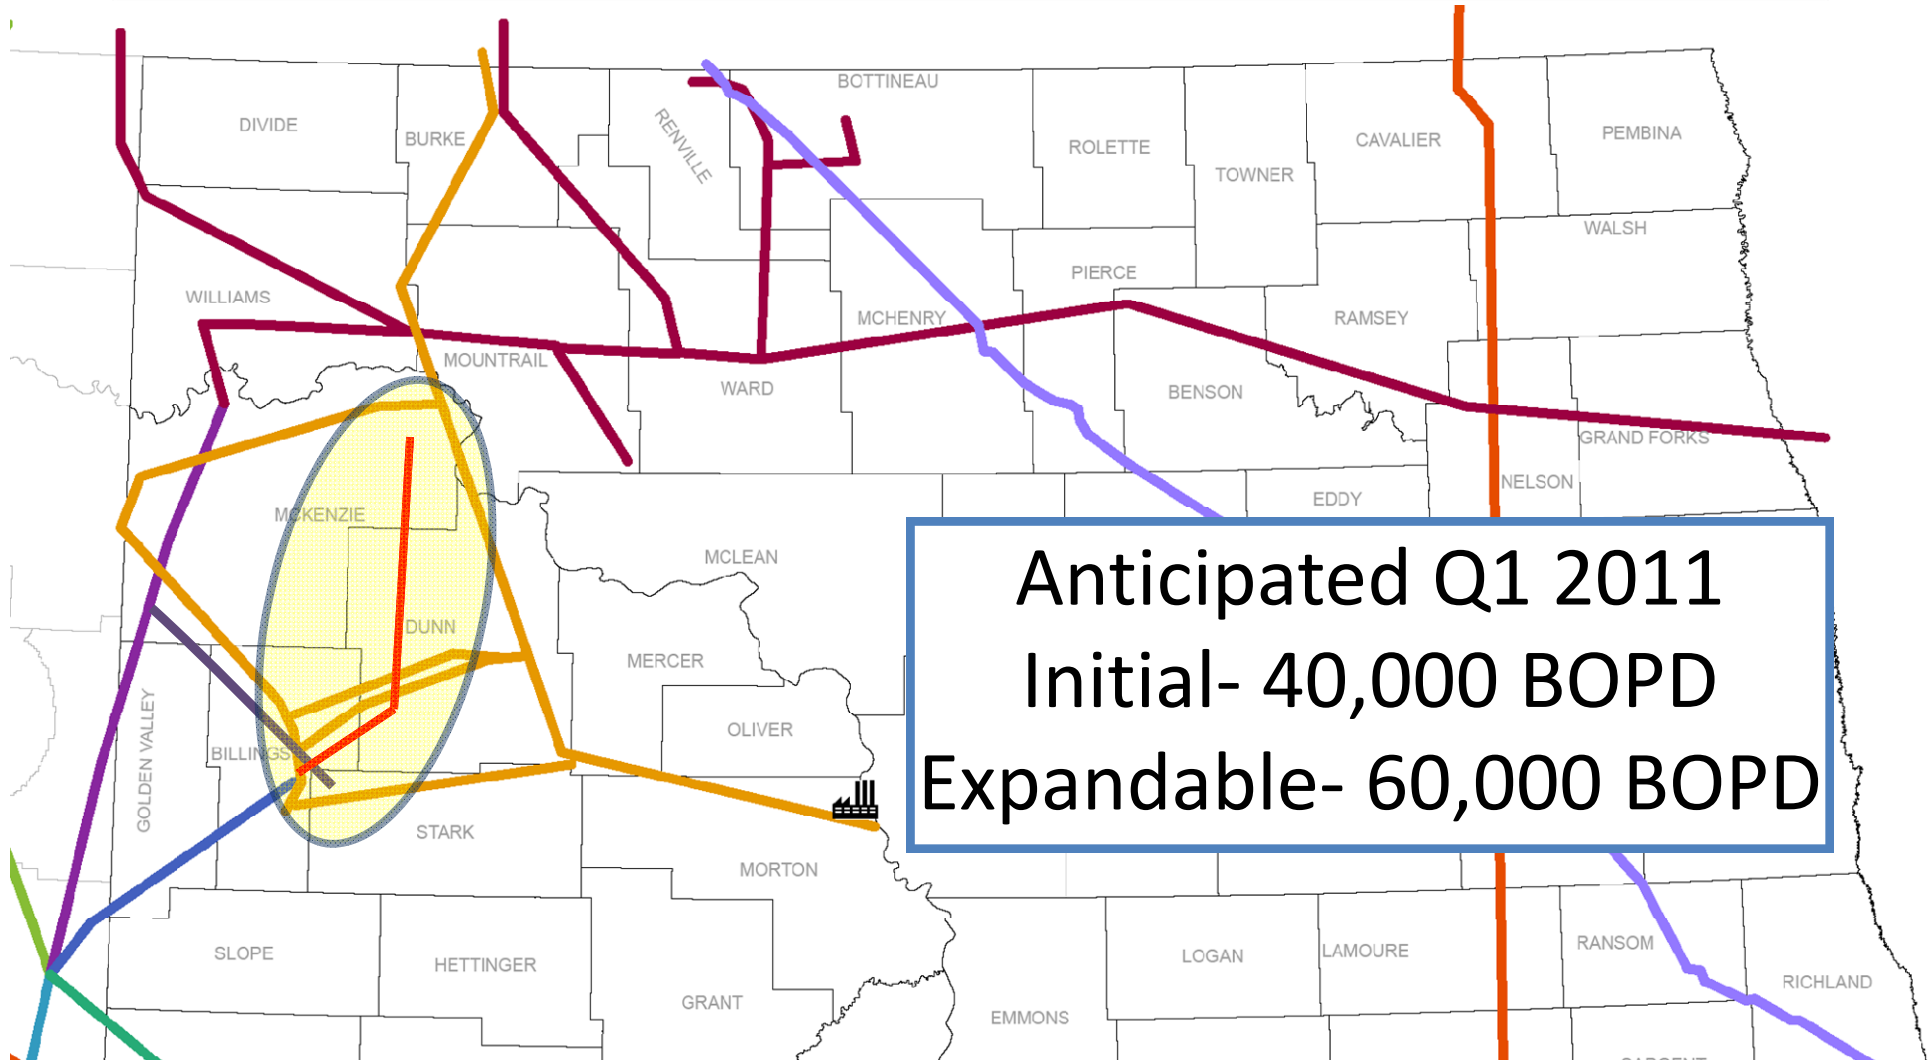 BOTTINEAU
DIVIDE
BURKE
RENVILLE
ROLETTE
CAVALIER
PEMBINA
TOWNER
WALSH
WILLIAMS
PIERCE
MCHENRY
RAMSEY
MOUNTRAIL
WARD
BENSON
GRAND FORKS
NELSON
EDDY
MCKENZIE
MCLEAN
Anticipated Q1 2011
Initial- 40,000 BOPD
Expandable- 60,000 BOPD
DUNN
MERCER
GOLDEN VALLEY
BILLINGS
OLIVER
STARK
MORTON
SLOPE
HETTINGER
GRANT
EMMONS
LOGAN
LAMOURE
RANSOM
RICHLAND